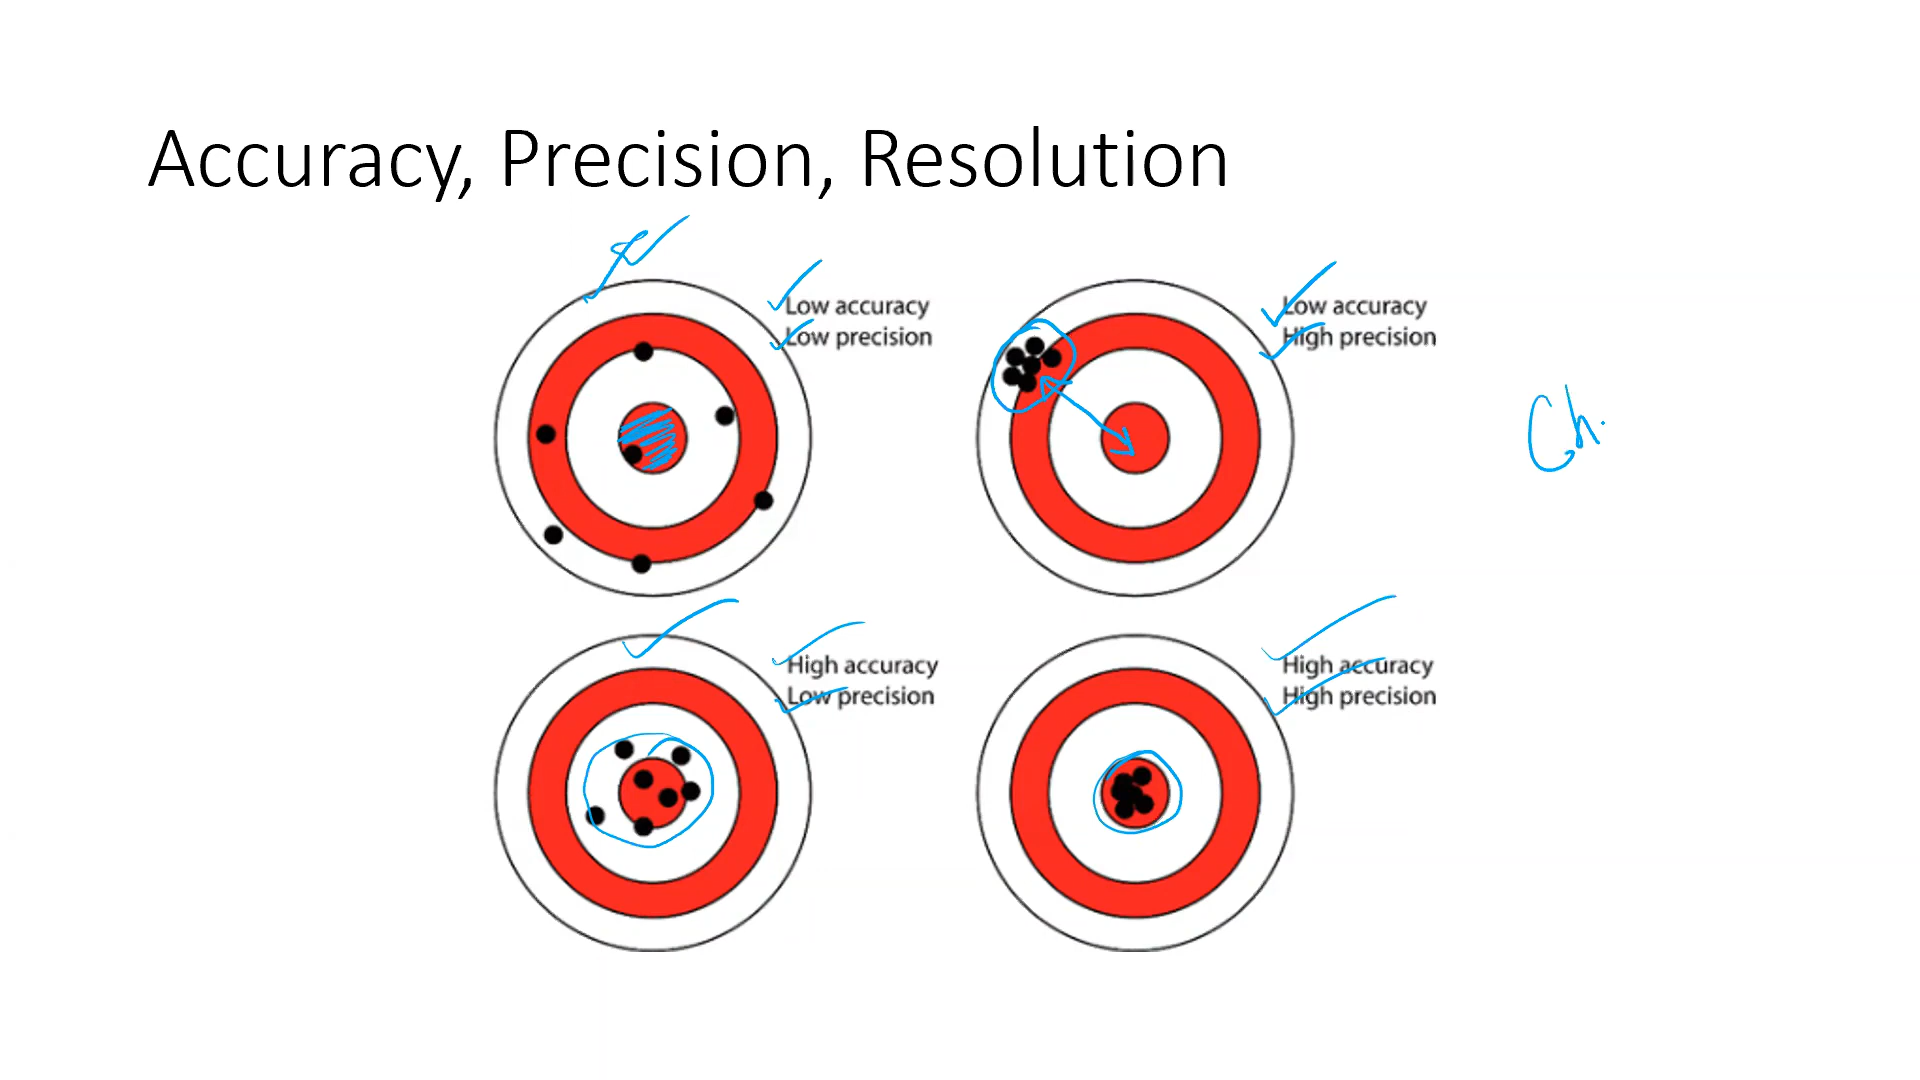 Accuracy, Precision, Resolution
Low accuracy
Low precision
Low accuracy
High precision
Ch.
High accuracy
Low precision
High accuracy
High precision